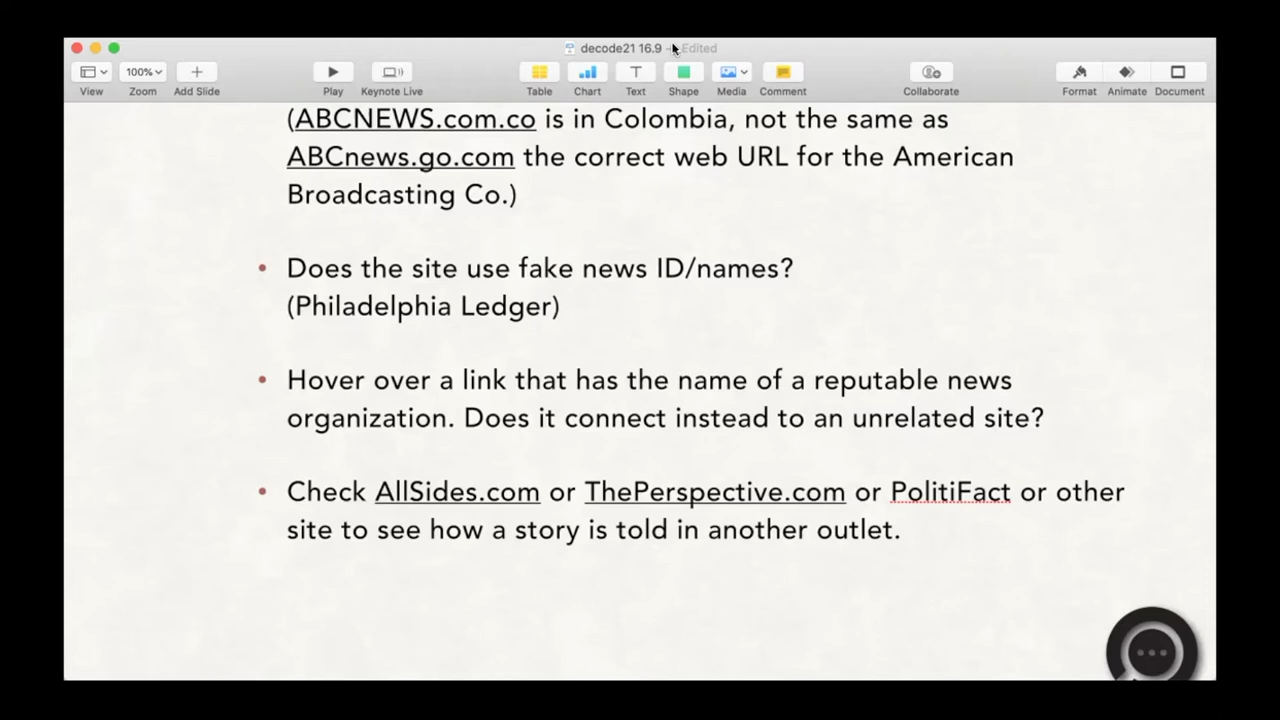 decode21 16.9 — Edited
100%
View
Zoom
Add Slide
Play
Keynote Live
Table
Chart
Text
Shape
Media
Comment
Collaborate
Format
Animate
Document
(ABCNEWS.com.co is in Colombia, not the same as
ABCnews.go.com the correct web URL for the American
Broadcasting Co.)
• Does the site use fake news ID/names?
(Philadelphia Ledger)
• Hover over a link that has the name of a reputable news
organization. Does it connect instead to an unrelated site?
• Check AllSides.com or ThePerspective.com or PolitiFact or other
site to see how a story is told in another outlet.